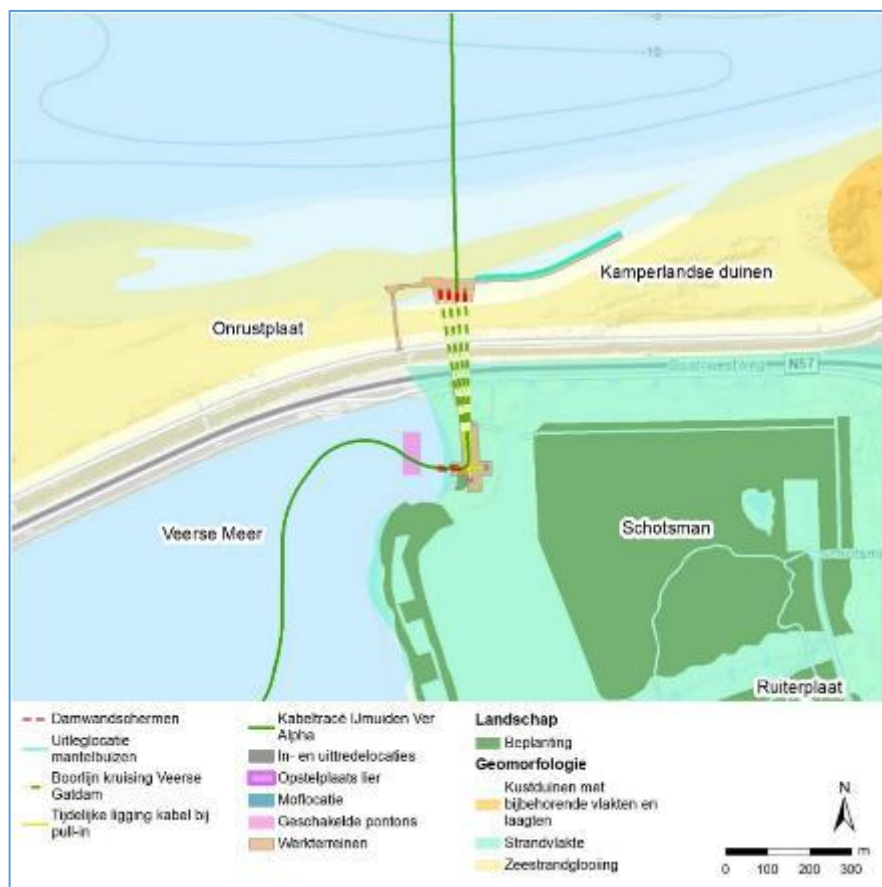 -10
Kamperlandse duinen
Onrustplaat
N57
Veerse Meer
Schotsman
Ruiterplaat
Damwandschermen
Uitleglocatie
mantelbuizen
Boorlijn kruising Veerse
Gatdam
Tijdelijke ligging kabel bij
pull-in
Kabeltracé IJmuiden Ver
Alpha
In- en uittredelocaties
Opstelplaats lier
Moflocatie
Geschakelde pontons
Werkterreinen
Landschap
Beplanting
Geomorfologie
Kustduinen met
bijbehorende vlakten en
laagten
Strandvlakte
Zeestrandglooiing
N
m
0 100 200 300